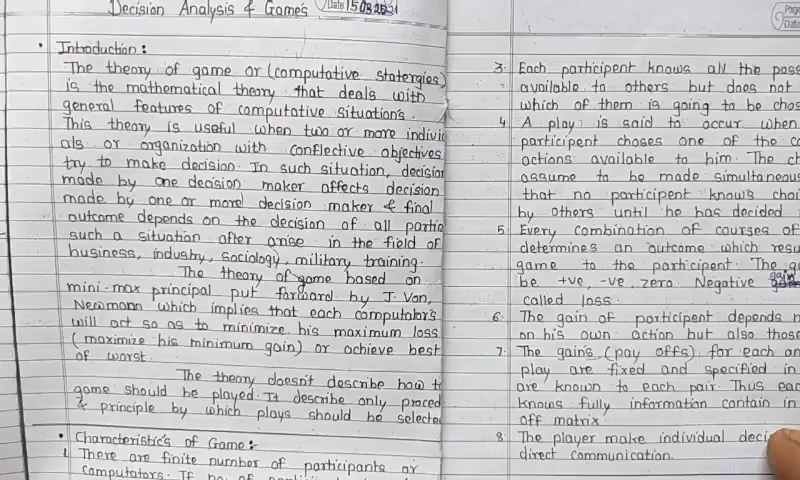 Decision Analysis & Games
Date
Introduction:
The theory of game or (computative statergies)
is the mathematical theory that deals with
general features of computative situations.
This theory is useful when two or more individ
als or organization with conflective objectives
try to make decision. In such situation, decision
made by one decision maker affects decision
made by one or more decision maker & final
outcome depends on the decision of all partic
such a situation after arise in the field of
business, industry, sociology, military training.
The theory of game based on
mini-max principal put forward by J. Von,
Newmann which implies that each computators
will act so as to minimize his maximum loss
(maximize his minimum gain) or achieve best
of worst.
The theory doesn't describe how to
game should be played. It describe only proced
& principle by which plays should be selecte
• Characteristic's of Game:-
1 There are finite number of participants or
computators. If no. of
Page
Date
3. Each participent knows all the poss
available to others but does not
which of them is going to be chos
4 A play is said to occur when
participent choses one of the co
actions available to him. The ch
assume to be made simultaneous
that no participent knows choi
by others until he has decided
5 Every combination of courses of
determines an outcome which resu
game to the participent. The ga
be +ve, -ve, zero. Negative gain
called loss.
6. The gain of participent depends n
on his own action but also those
7. The gains (pay offs) for each an
play are fixed and specified in
are known to each pair. Thus eac
knows fully information contain in
off matrix.
8. The player make individual deci
direct communication.